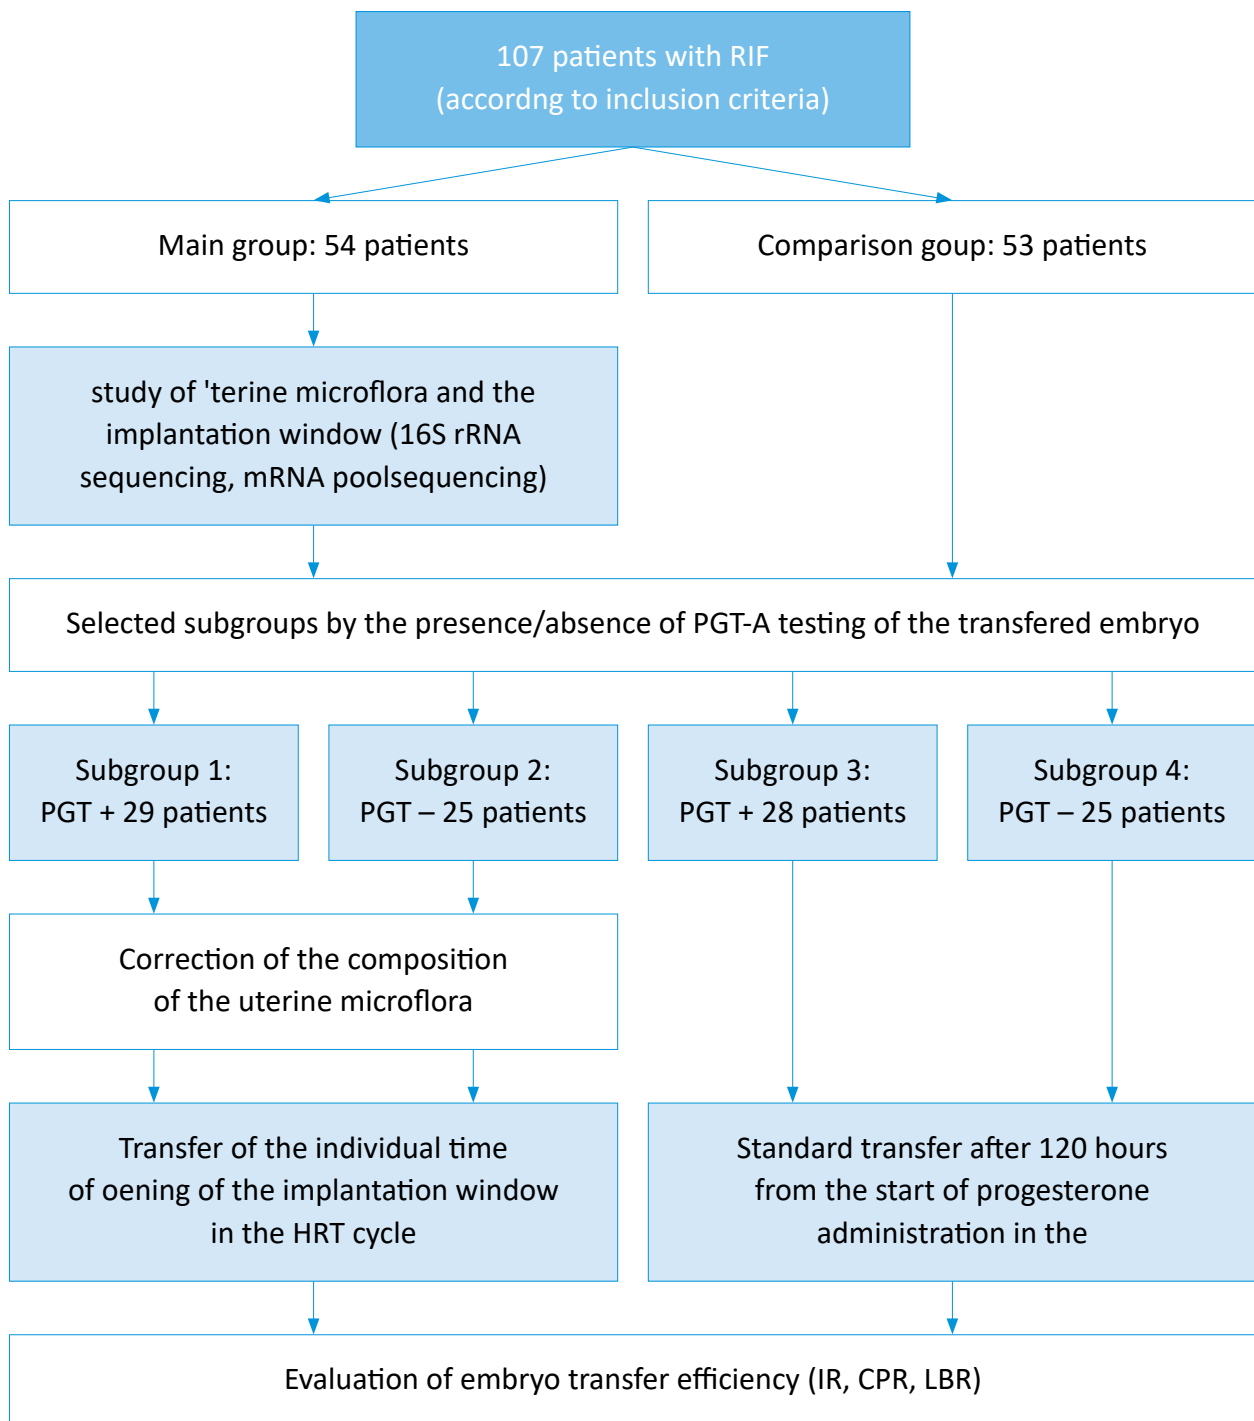 107 patients with RIF
(accordng to inclusion criteria)
Main group: 54 patients
Comparison goup: 53 patients
study of 'terine microflora and the
implantation window (16S rRNA
sequencing, mRNA poolsequencing)
Selected subgroups by the presence/absence of PGT-A testing of the transfered embryo
Subgroup 1:
PGT + 29 patients
Subgroup 2:
PGT – 25 patients
Subgroup 3:
PGT + 28 patients
Subgroup 4:
PGT – 25 patients
Correction of the composition
of the uterine microflora
Transfer of the individual time
of oening of the implantation window
in the HRT cycle
Standard transfer after 120 hours
from the start of progesterone
administration in the
Evaluation of embryo transfer efficiency (IR, CPR, LBR)